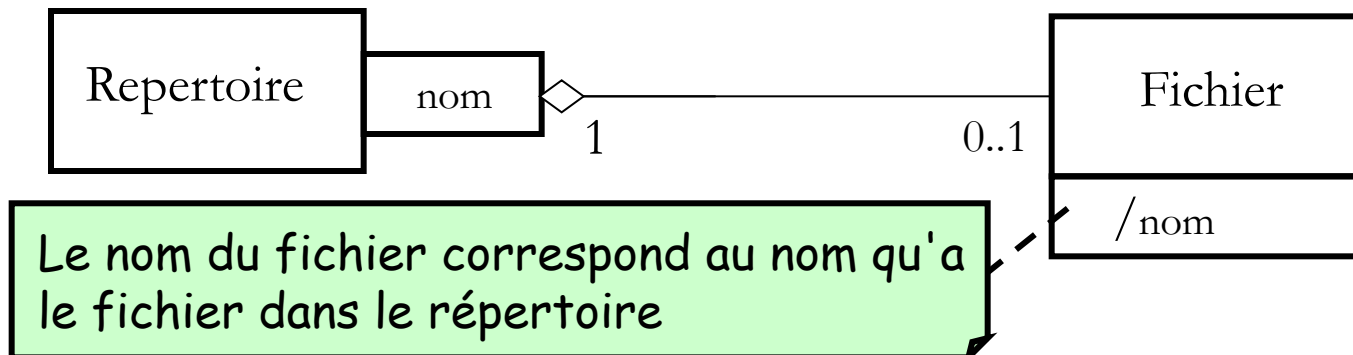 Repertoire
nom
1
0..1
Fichier
/nom
Le nom du fichier correspond au nom qu'a
le fichier dans le répertoire